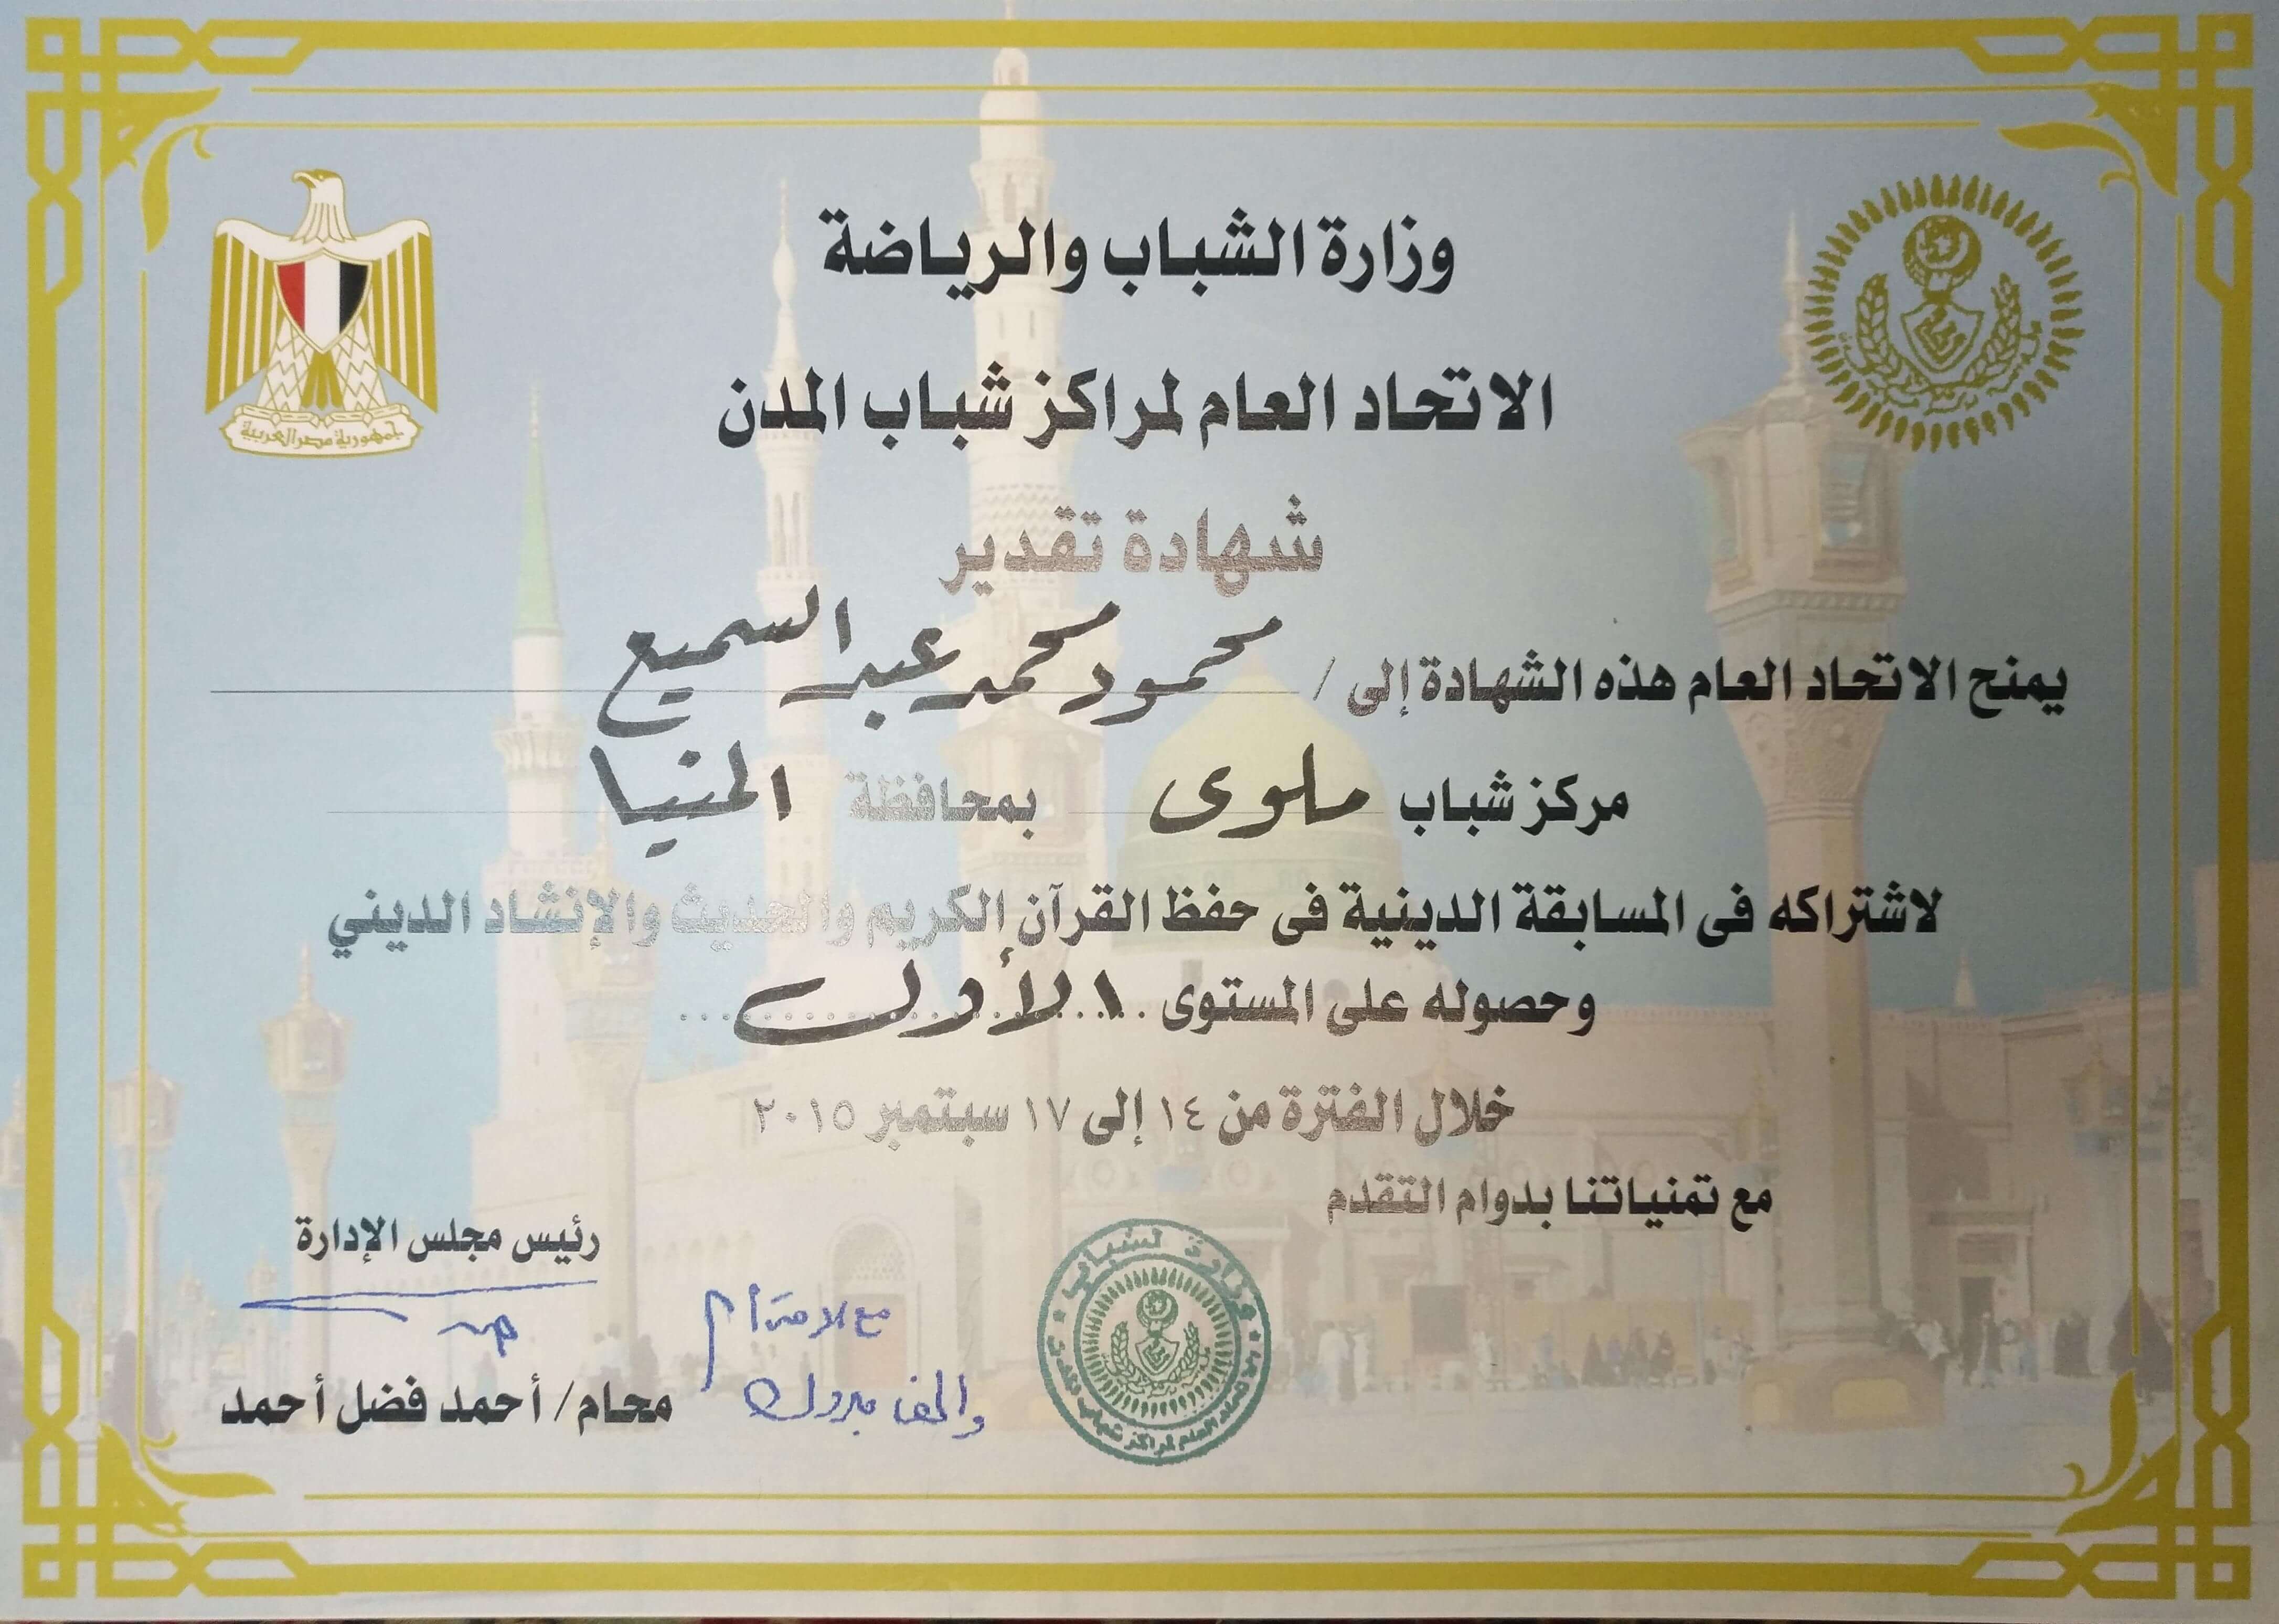 وزارة الشباب والرياضة
الاتحاد العام لمراكز شباب المدن
جمهورية مصر العربية
شهادة تقدير
يمنح الاتحاد العام هذه الشهادة إلى / محمود محمد عبد السميع
مركز شباب ملوى بمحافظة المنيا
لاشتراكه فى المسابقة الدينية فى حفظ القرآن الكريم والحديث والإنشاد الديني
وحصوله على المستوى الأول
خلال الفترة من ١٤ إلى ١٧ سبتمبر ٢٠١٥
مع تمنياتنا بدوام التقدم
رئيس مجلس الإدارة
مع
والف مبروك
محام / أحمد فضل أحمد
وزارة الشباب
الاتحاد العام لمراكز شباب المدن